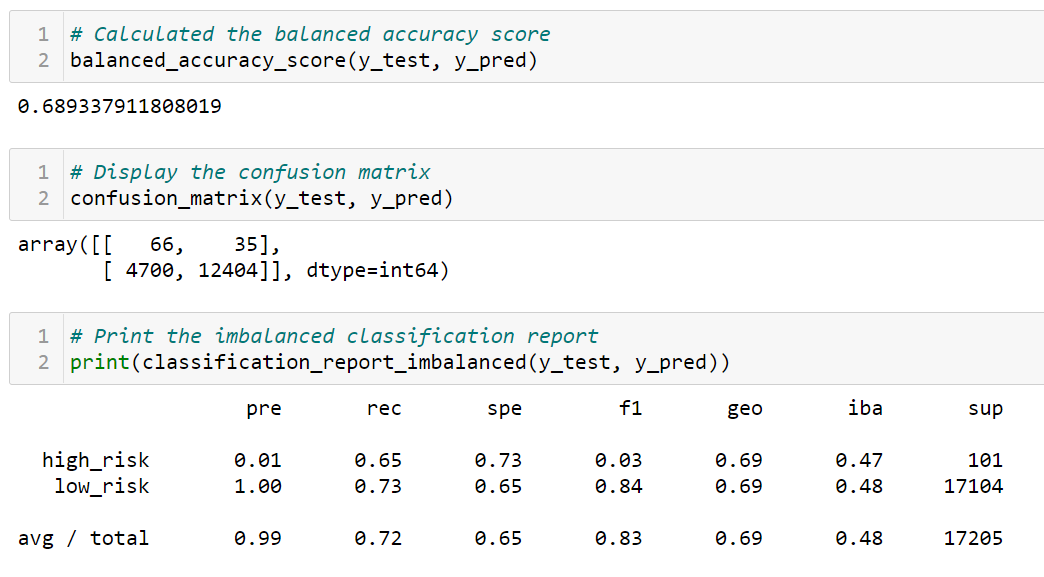 1 # Calculated the balanced accuracy score
2 balanced_accuracy_score(y_test, y_pred)
0.689337911808019
1 # Display the confusion matrix
2 confusion_matrix(y_test, y_pred)
array([[   66,    35],
       [ 4700, 12404]], dtype=int64)
1 # Print the imbalanced classification report
2 print(classification_report_imbalanced(y_test, y_pred))
pre rec spe f1 geo iba sup
high_risk 0.01 0.65 0.73 0.03 0.69 0.47 101
low_risk 1.00 0.73 0.65 0.84 0.69 0.48 17104
avg / total 0.99 0.72 0.65 0.83 0.69 0.48 17205